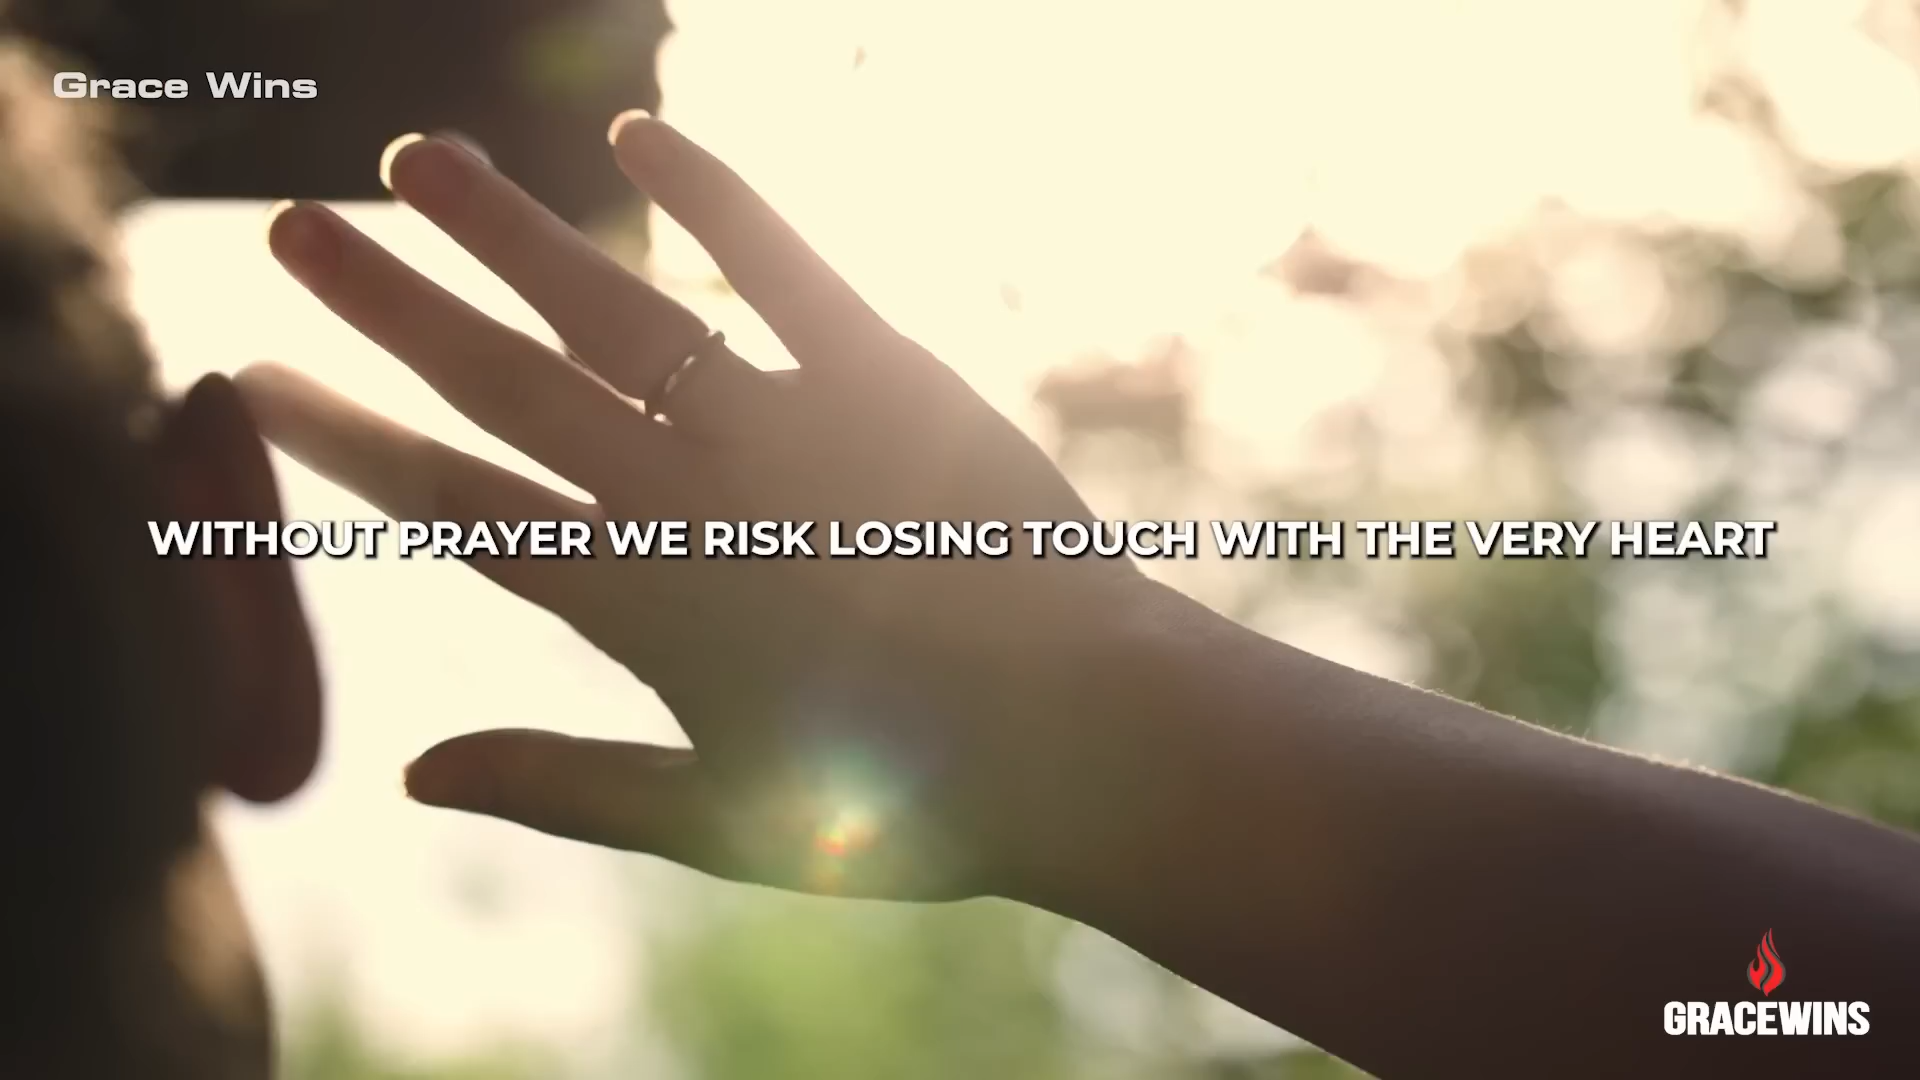 Grace Wins
WITHOUT PRAYER WE RISK LOSING TOUCH WITH THE VERY HEART
GRACEWINS